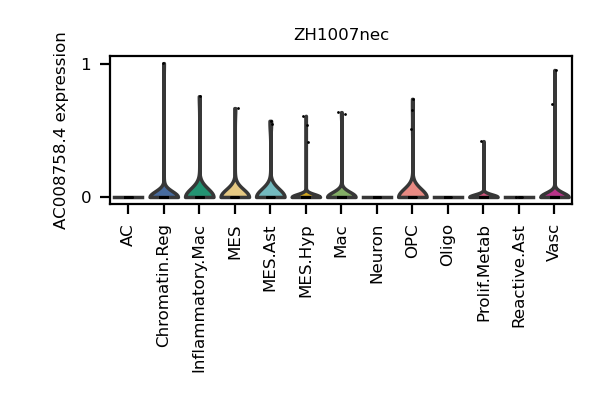 ZH1007nec
AC008758.4 expression
1
0
AC
Chromatin.Reg
Inflammatory.Mac
MES
MES.Ast
MES.Hyp
Mac
Neuron
OPC
Oligo
Prolif.Metab
Reactive.Ast
Vasc